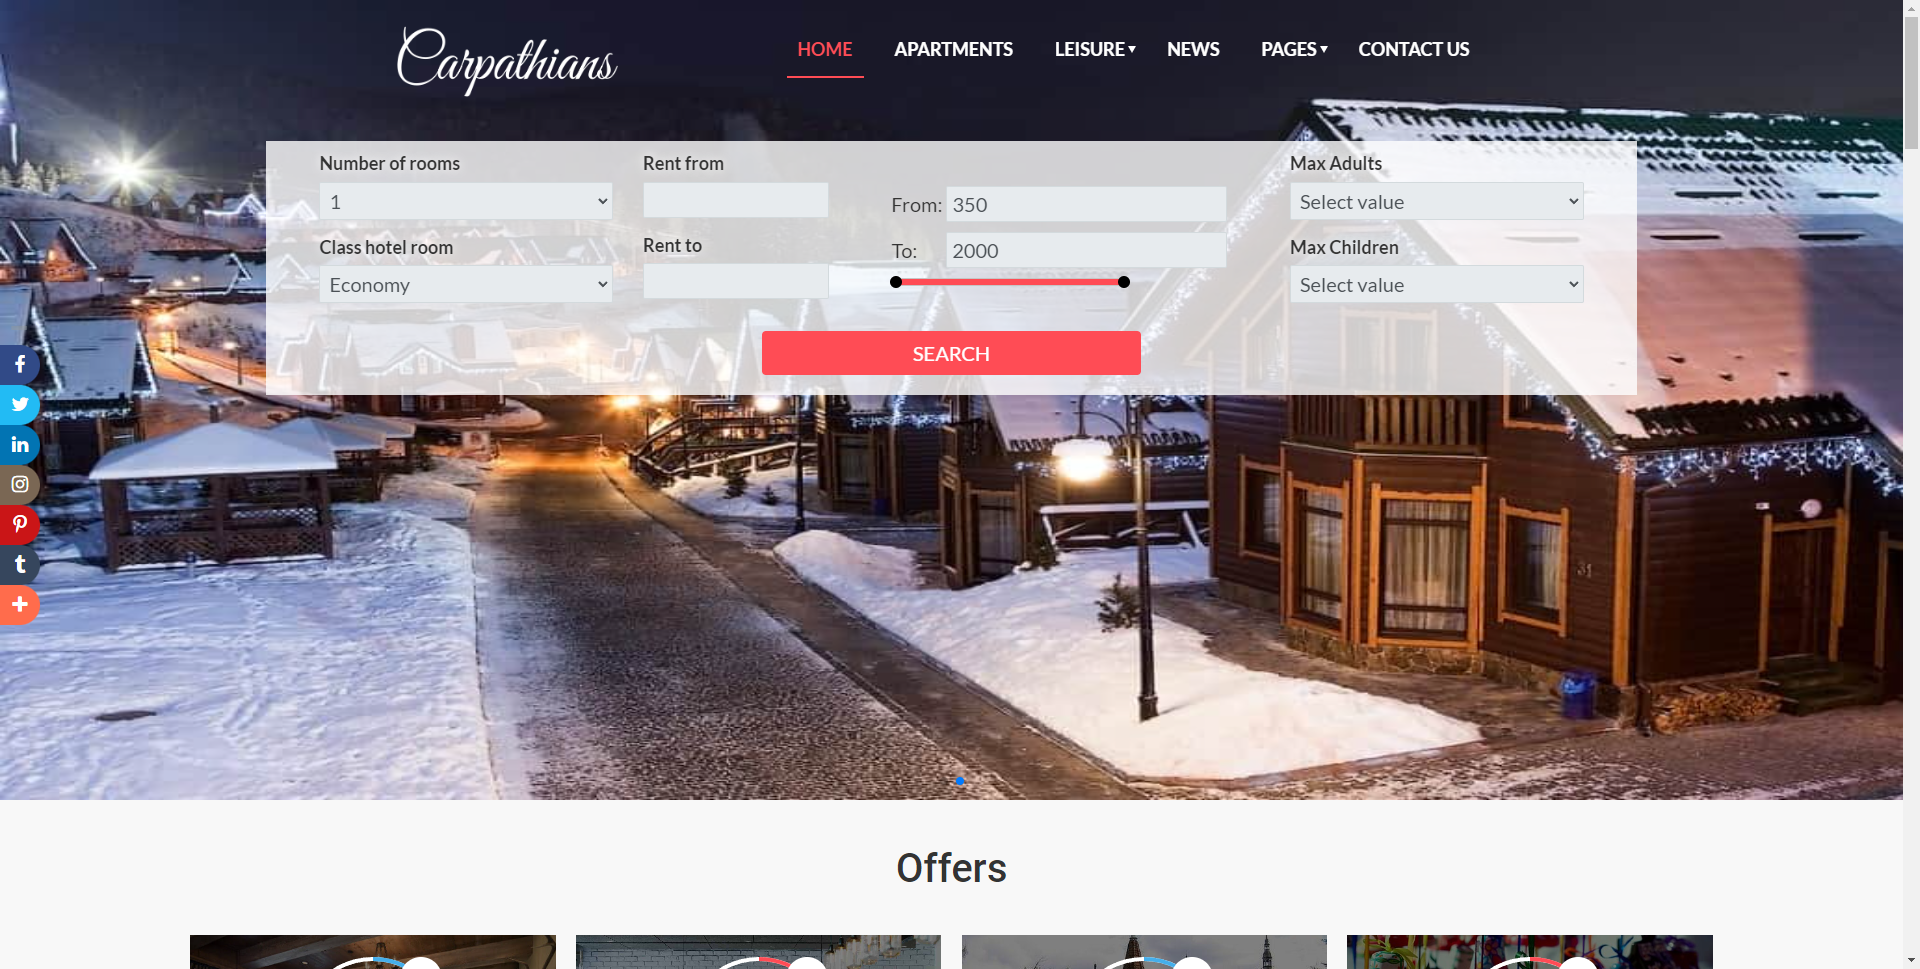 Carpathians
HOME
APARTMENTS
LEISURE
NEWS
PAGES
CONTACT US
Number of rooms
1
Class hotel room
Economy
Rent from
Rent to
From: 350
To: 2000
Max Adults
Select value
Max Children
Select value
SEARCH
31
Offers